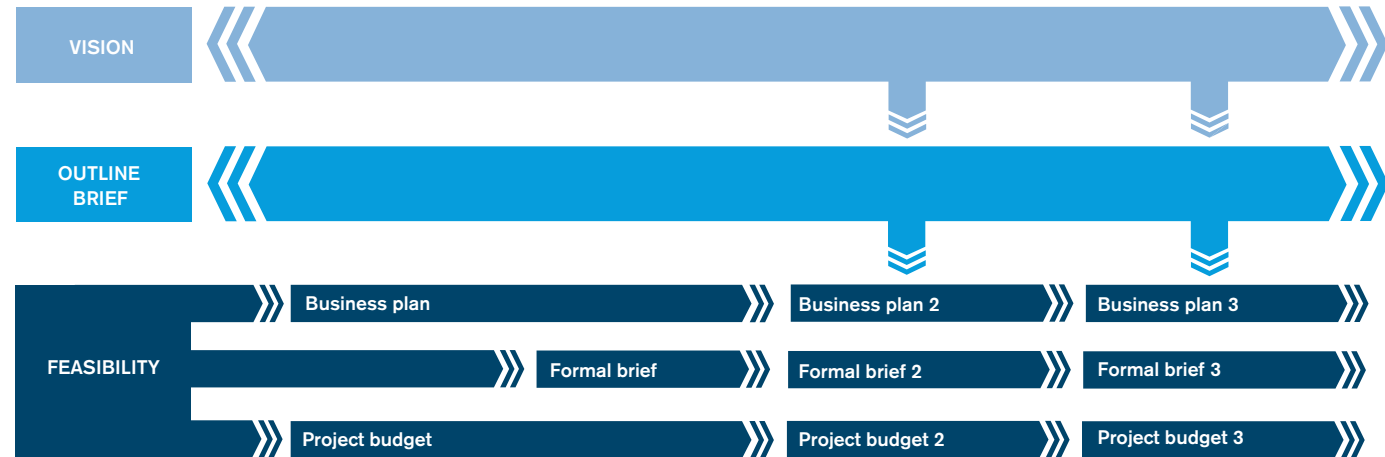 VISION
OUTLINE
BRIEF
FEASIBILITY
Business plan
Business plan 2
Business plan 3
Formal brief
Formal brief 2
Formal brief 3
Project budget
Project budget 2
Project budget 3